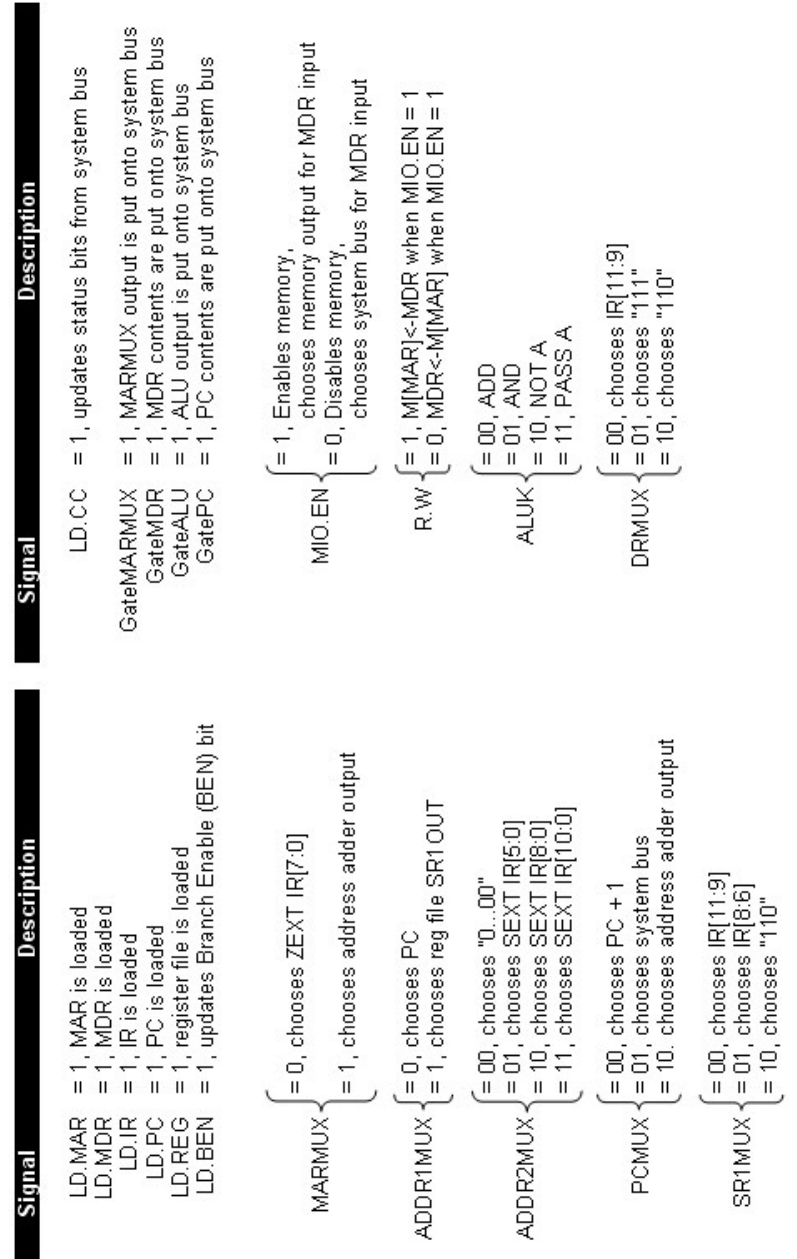 Signal Description
LD.MAR = 1, MAR is loaded
LD.MDR = 1, MDR is loaded
LD.IR = 1, IR is loaded
LD.PC = 1, PC is loaded
LD.REG = 1, register file is loaded
LD.BEN = 1, updates Branch Enable (BEN) bit
MARMUX
= 0, chooses ZEXT IR[7:0]
= 1, chooses address adder output
ADDR1MUX
= 0, chooses PC
= 1, chooses reg file SR1OUT
ADDR2MUX
= 00, chooses "0...00"
= 01, chooses SEXT IR[5:0]
= 10, chooses SEXT IR[8:0]
= 11, chooses SEXT IR[10:0]
PCMUX
= 00, chooses PC + 1
= 01, chooses system bus
= 10. chooses address adder output
SR1MUX
= 00, chooses IR[11:9]
= 01, chooses IR[8:6]
= 10, chooses "110"
Signal Description
LD.CC = 1, updates status bits from system bus
GateMARMUX = 1, MARMUX output is put onto system bus
GateMDR = 1, MDR contents are put onto system bus
GateALU = 1, ALU output is put onto system bus
GatePC = 1, PC contents are put onto system bus
MIO.EN
= 1, Enables memory,
chooses memory output for MDR input
= 0, Disables memory,
chooses system bus for MDR input
R.W
= 1, M[MAR]<-MDR when MIO.EN = 1
= 0, MDR<-M[MAR] when MIO.EN = 1
ALUK
= 00, ADD
= 01, AND
= 10, NOT A
= 11, PASS A
DRMUX
= 00, chooses IR[11:9]
= 01, chooses "111"
= 10, chooses "110"